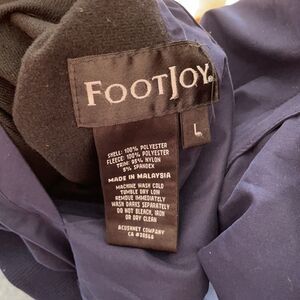 FOOTJOY®
L
SHELL: 100% POLYESTER
FLEECE: 100% POLYESTER
TRIM: 95% NYLON
5% SPANDEX
MADE IN MALAYSIA
MACHINE WASH COLD
TUMBLE DRY LOW
REMOVE IMMEDIATELY
WASH DARKS SEPARATELY
DO NOT BLEACH, IRON
OR DRY CLEAN
ACUSHNET COMPANY
CA #35568